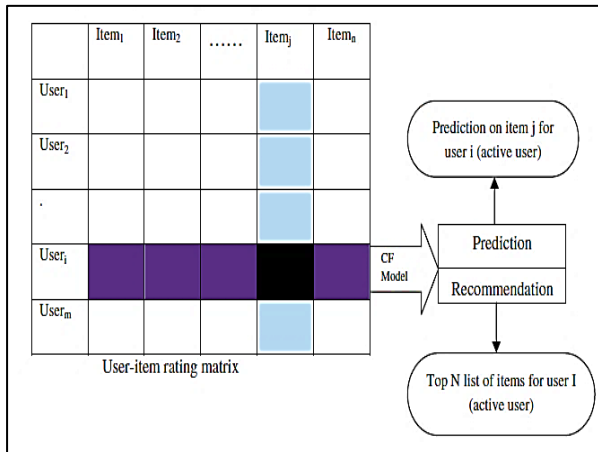 Item₁ Item₂ ...... Itemⱼ Itemₙ
User₁
User₂
.
Userᵢ
Userₘ
User-item rating matrix
CF
Model
Prediction on item j for
user i (active user)
Prediction
Recommendation
Top N list of items for user I
(active user)